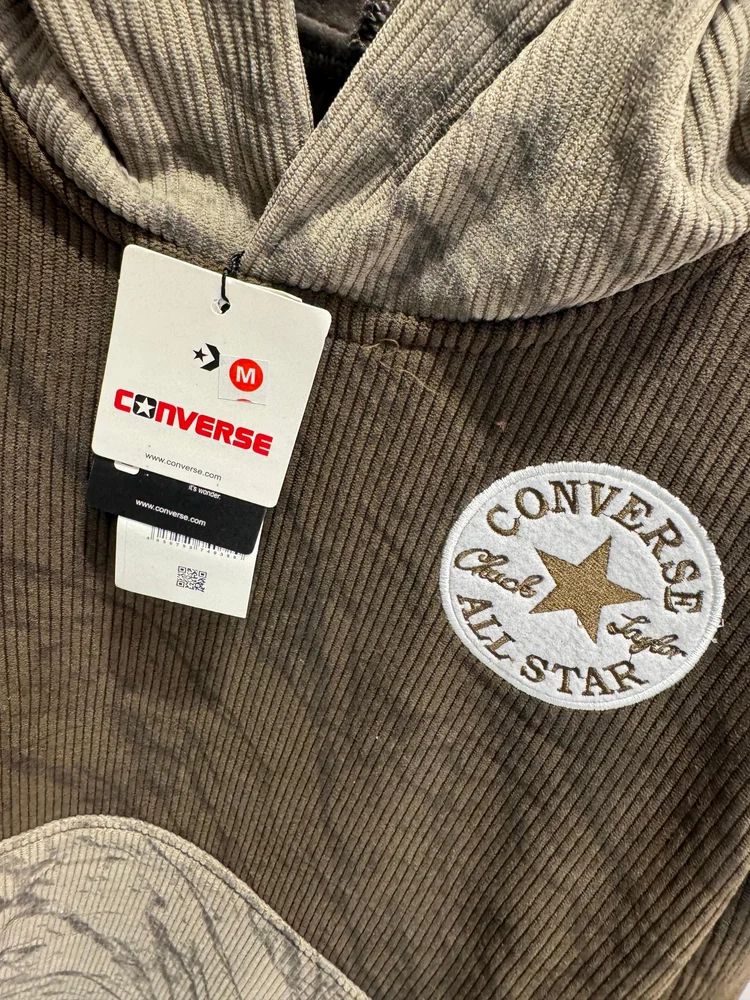 M
CONVERSE
www.converse.com
it's wonder.
www.converse.com
CONVERSE
Chuck Taylor
ALL STAR